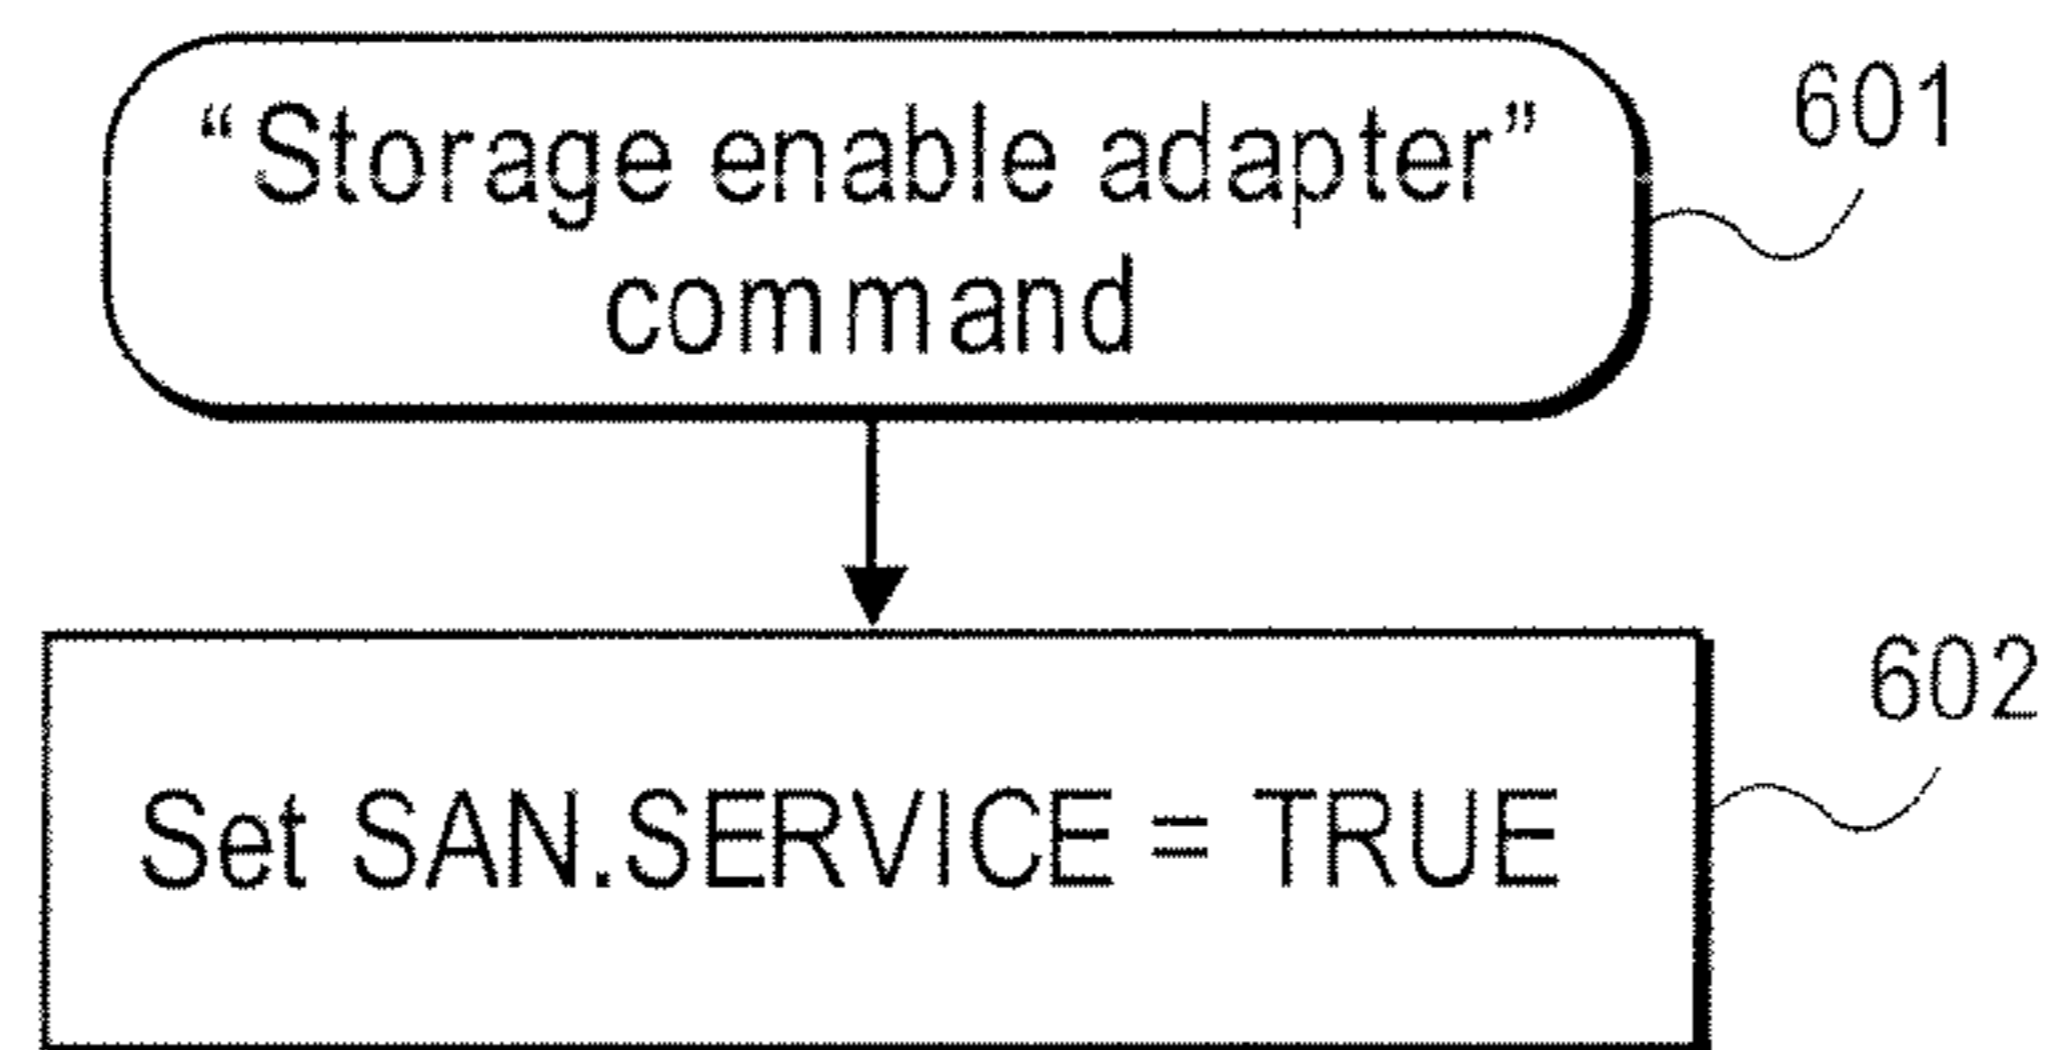 “Storage enable adapter”
command
601
602
Set SAN.SERVICE = TRUE